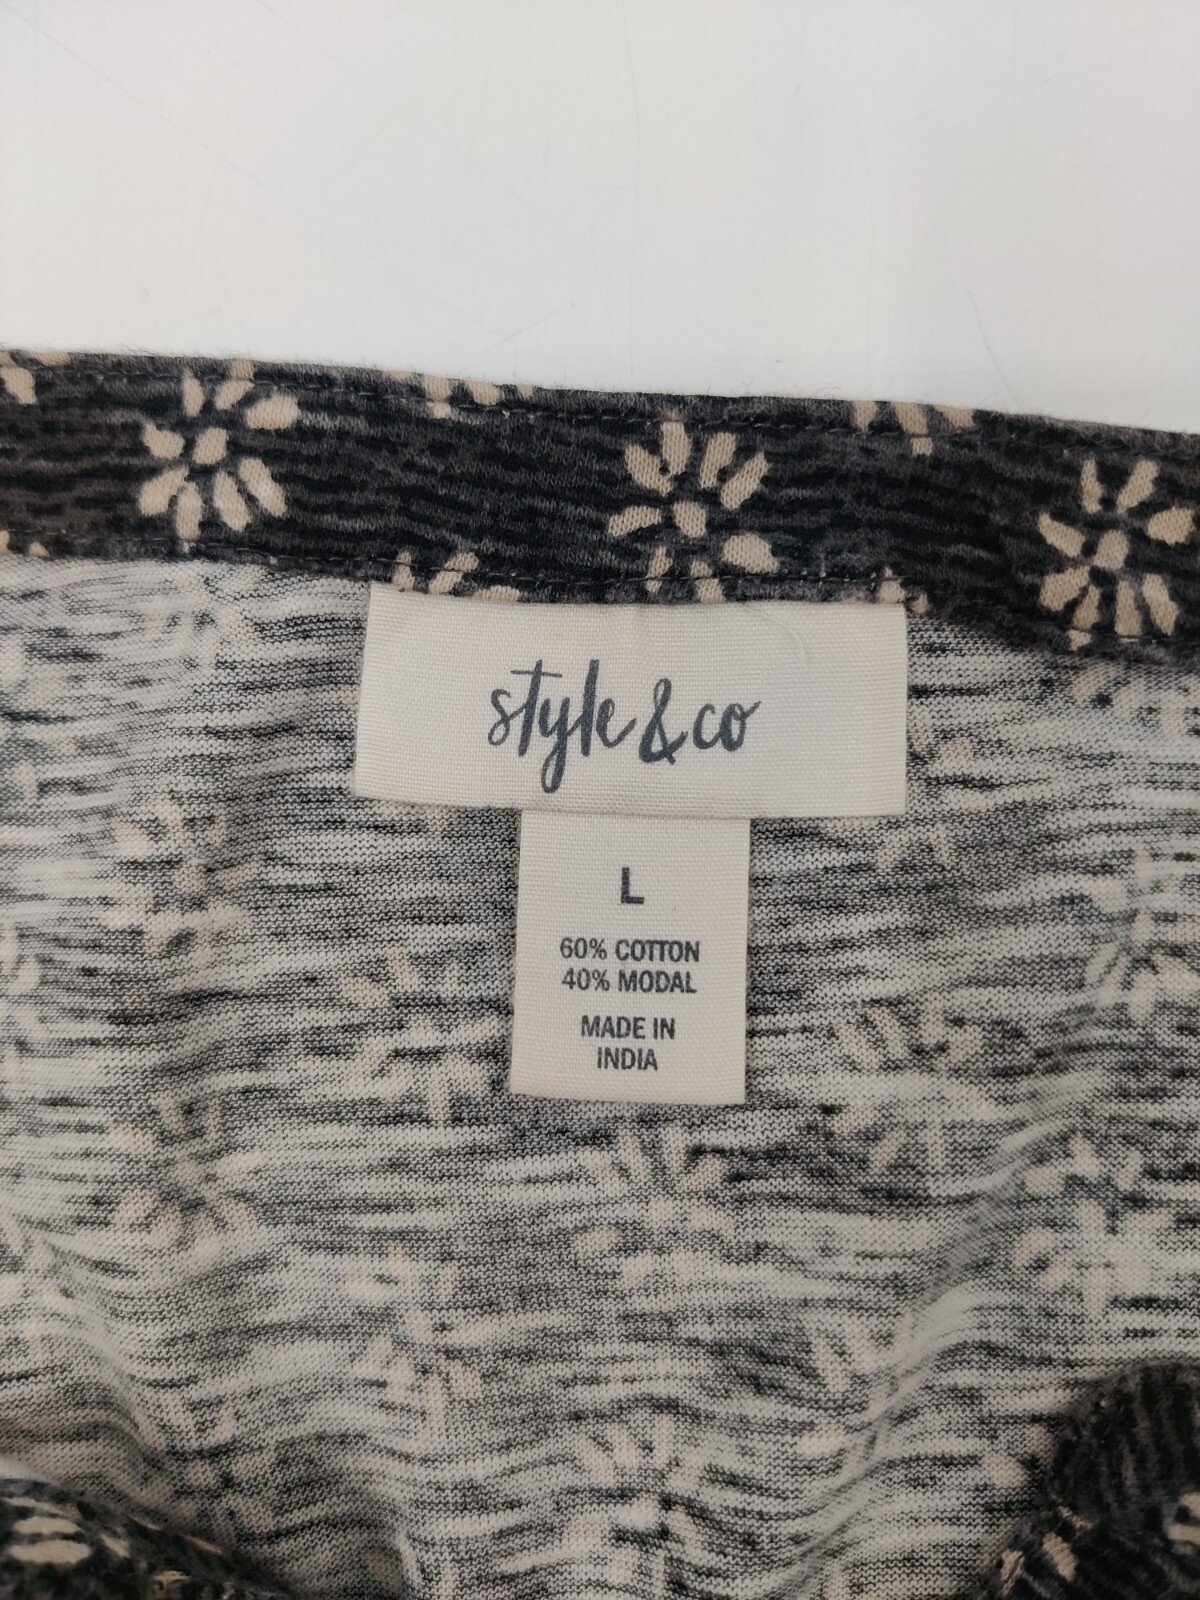 style & co
L
60% COTTON
40% MODAL
MADE IN
INDIA